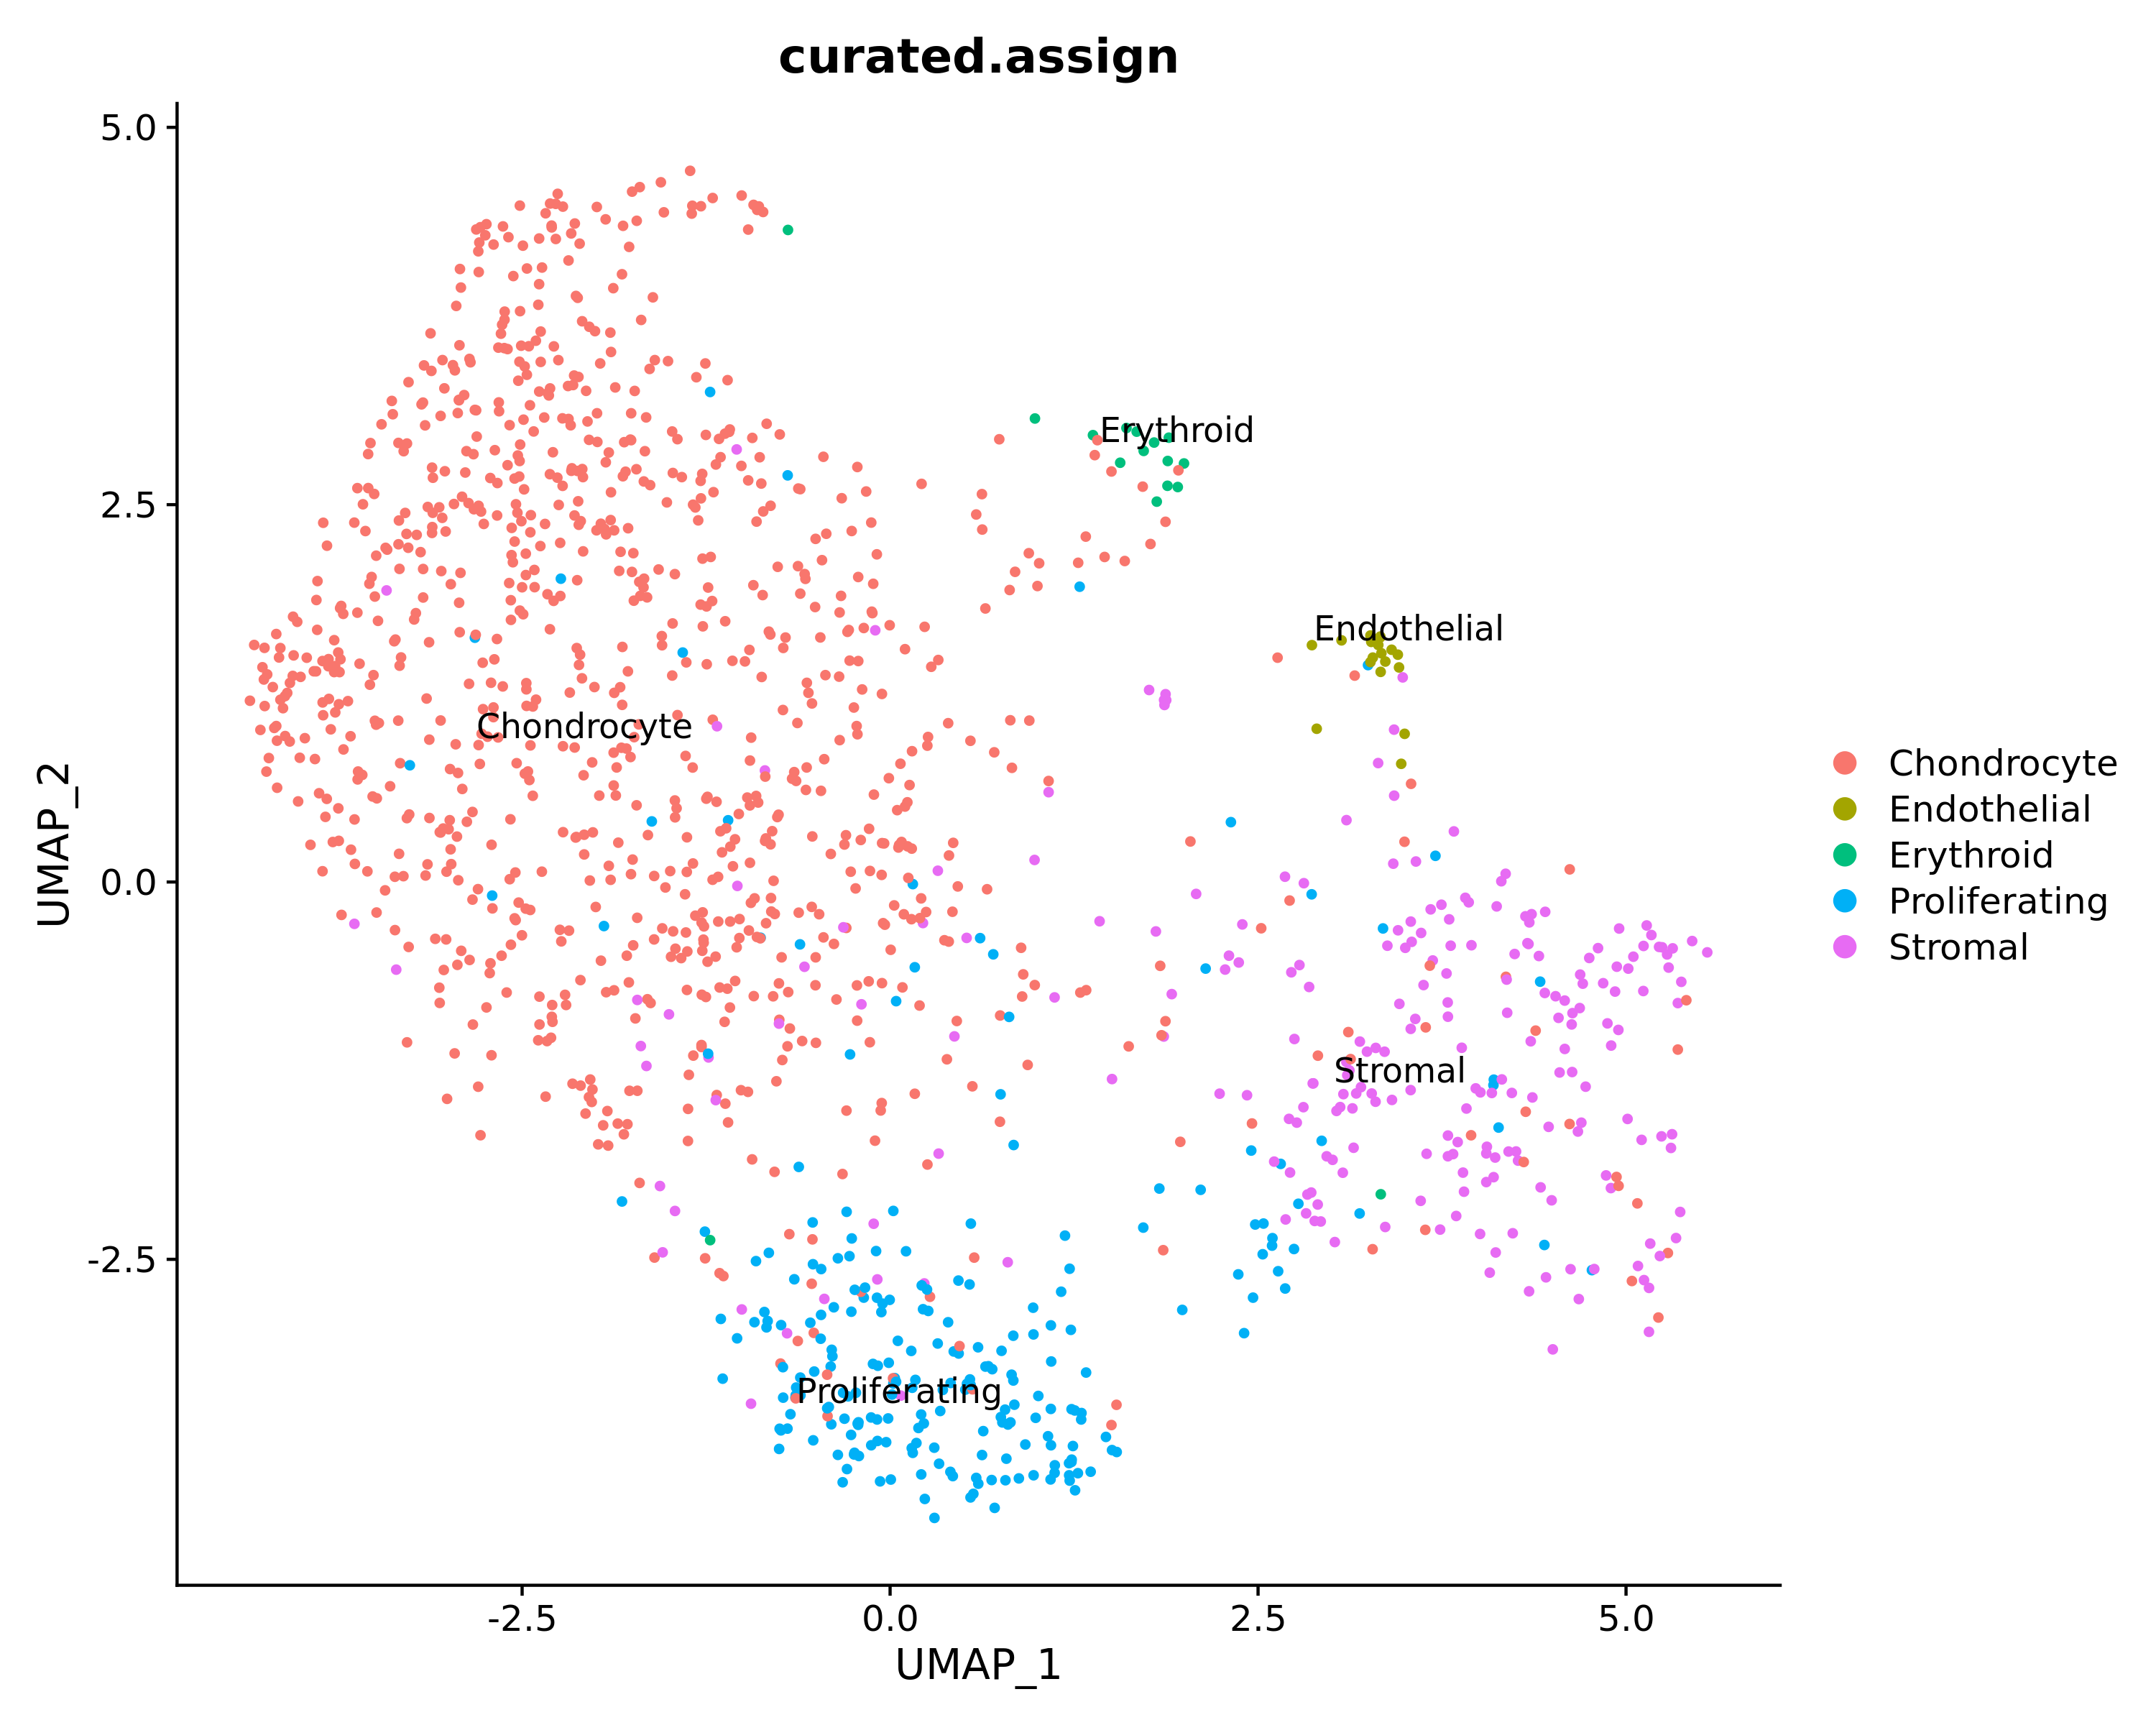 curated.assign
5.0
2.5
0.0
-2.5
UMAP_2
Erythroid
Endothelial
Chondrocyte
Stromal
Proliferating
-2.5
0.0
2.5
5.0
UMAP_1
Chondrocyte
Endothelial
Erythroid
Proliferating
Stromal